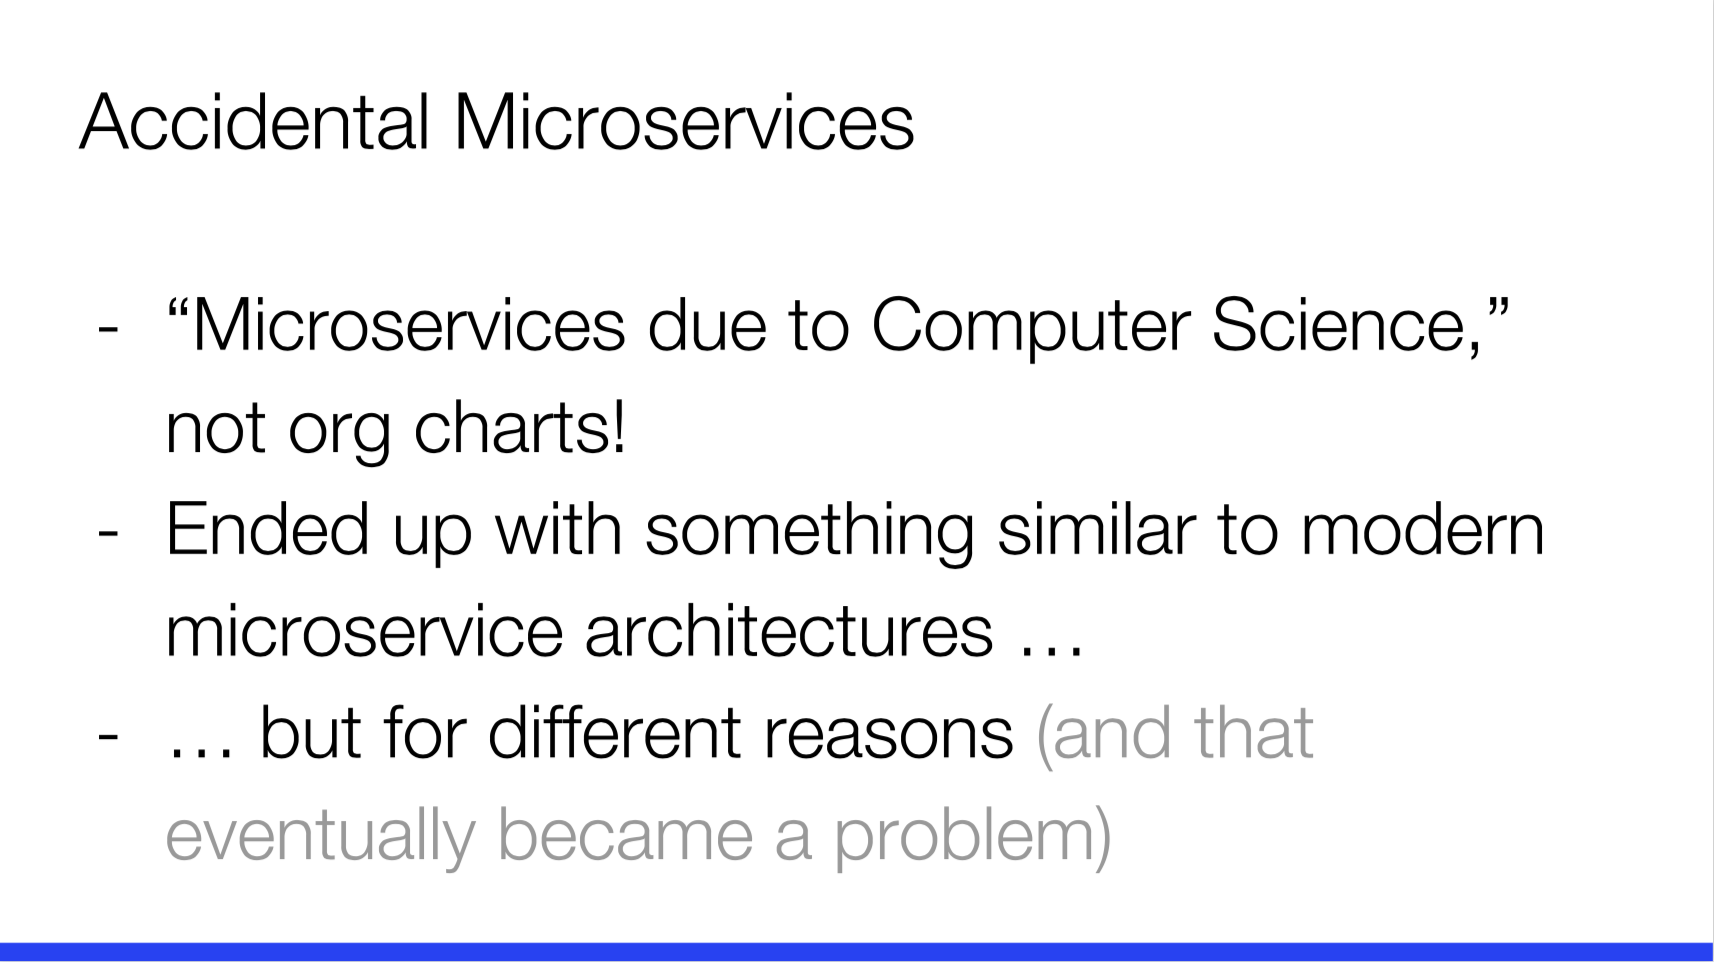 Accidental Microservices
- “Microservices due to Computer Science,”
not org charts!
- Ended up with something similar to modern
microservice architectures …
- … but for different reasons (and that
eventually became a problem)